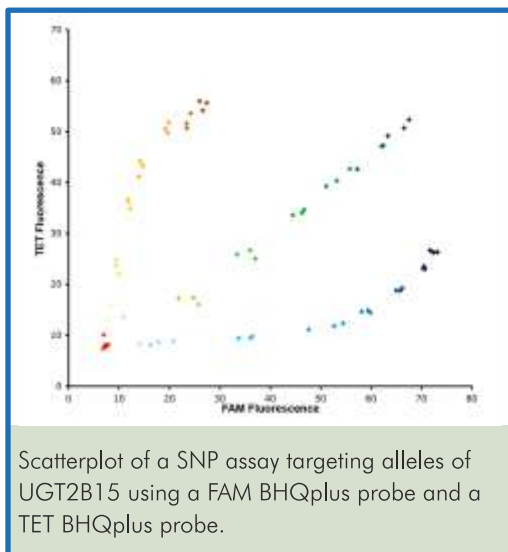 70
60
50
40
30
20
10
0
TET Fluorescence
0 10 20 30 40 50 60 70 80
FAM Fluorescence
Scatterplot of a SNP assay targeting alleles of
UGT2B15 using a FAM BHQplus probe and a
TET BHQplus probe.